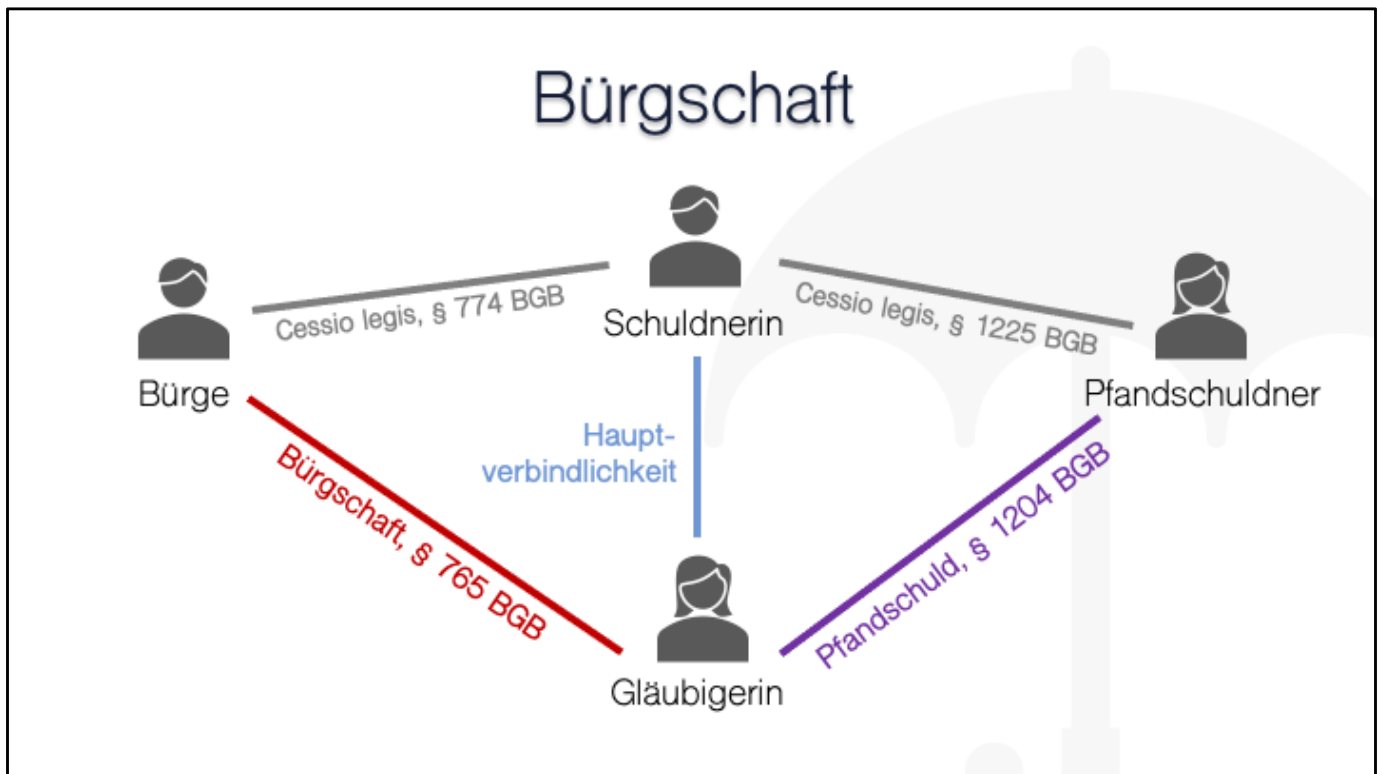 Bürgschaft
Cessio legis, § 774 BGB
Schuldnerin
Cessio legis, § 1225 BGB
Bürge
Pfandschuldner
Haupt-
verbindlichkeit
Bürgschaft, § 765 BGB
Pfandschuld, § 1204 BGB
Gläubigerin